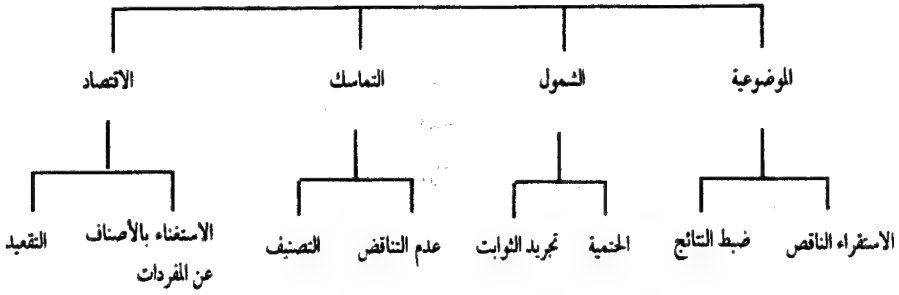 الموضوعية
الشمول
التماسك
الاقتصاد
الاستقراء الناقص
ضبط النتائج
الحتمية
تجريد الثوابت
عدم التناقض
التصنيف
الاستغناء بالأصناف
عن المفردات
التقعيد